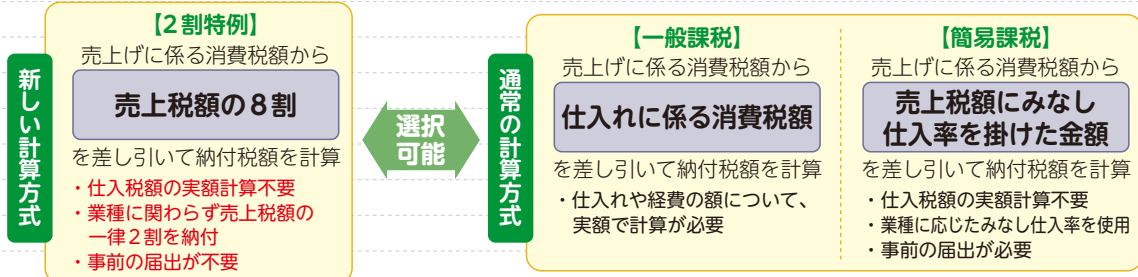 新しい計算方式
【2割特例】
売上げに係る消費税額から
売上税額の8割
を差し引いて納付税額を計算
・仕入税額の実額計算不要
・業種に関わらず売上税額の
一律2割を納付
・事前の届出が不要
選択
可能
通常の計算方式
【一般課税】
売上げに係る消費税額から
仕入れに係る消費税額
を差し引いて納付税額を計算
・仕入れや経費の額について、
実額で計算が必要
【簡易課税】
売上げに係る消費税額から
売上税額にみなし
仕入率を掛けた金額
を差し引いて納付税額を計算
・仕入税額の実額計算不要
・業種に応じたみなし仕入率を使用
・事前の届出が必要